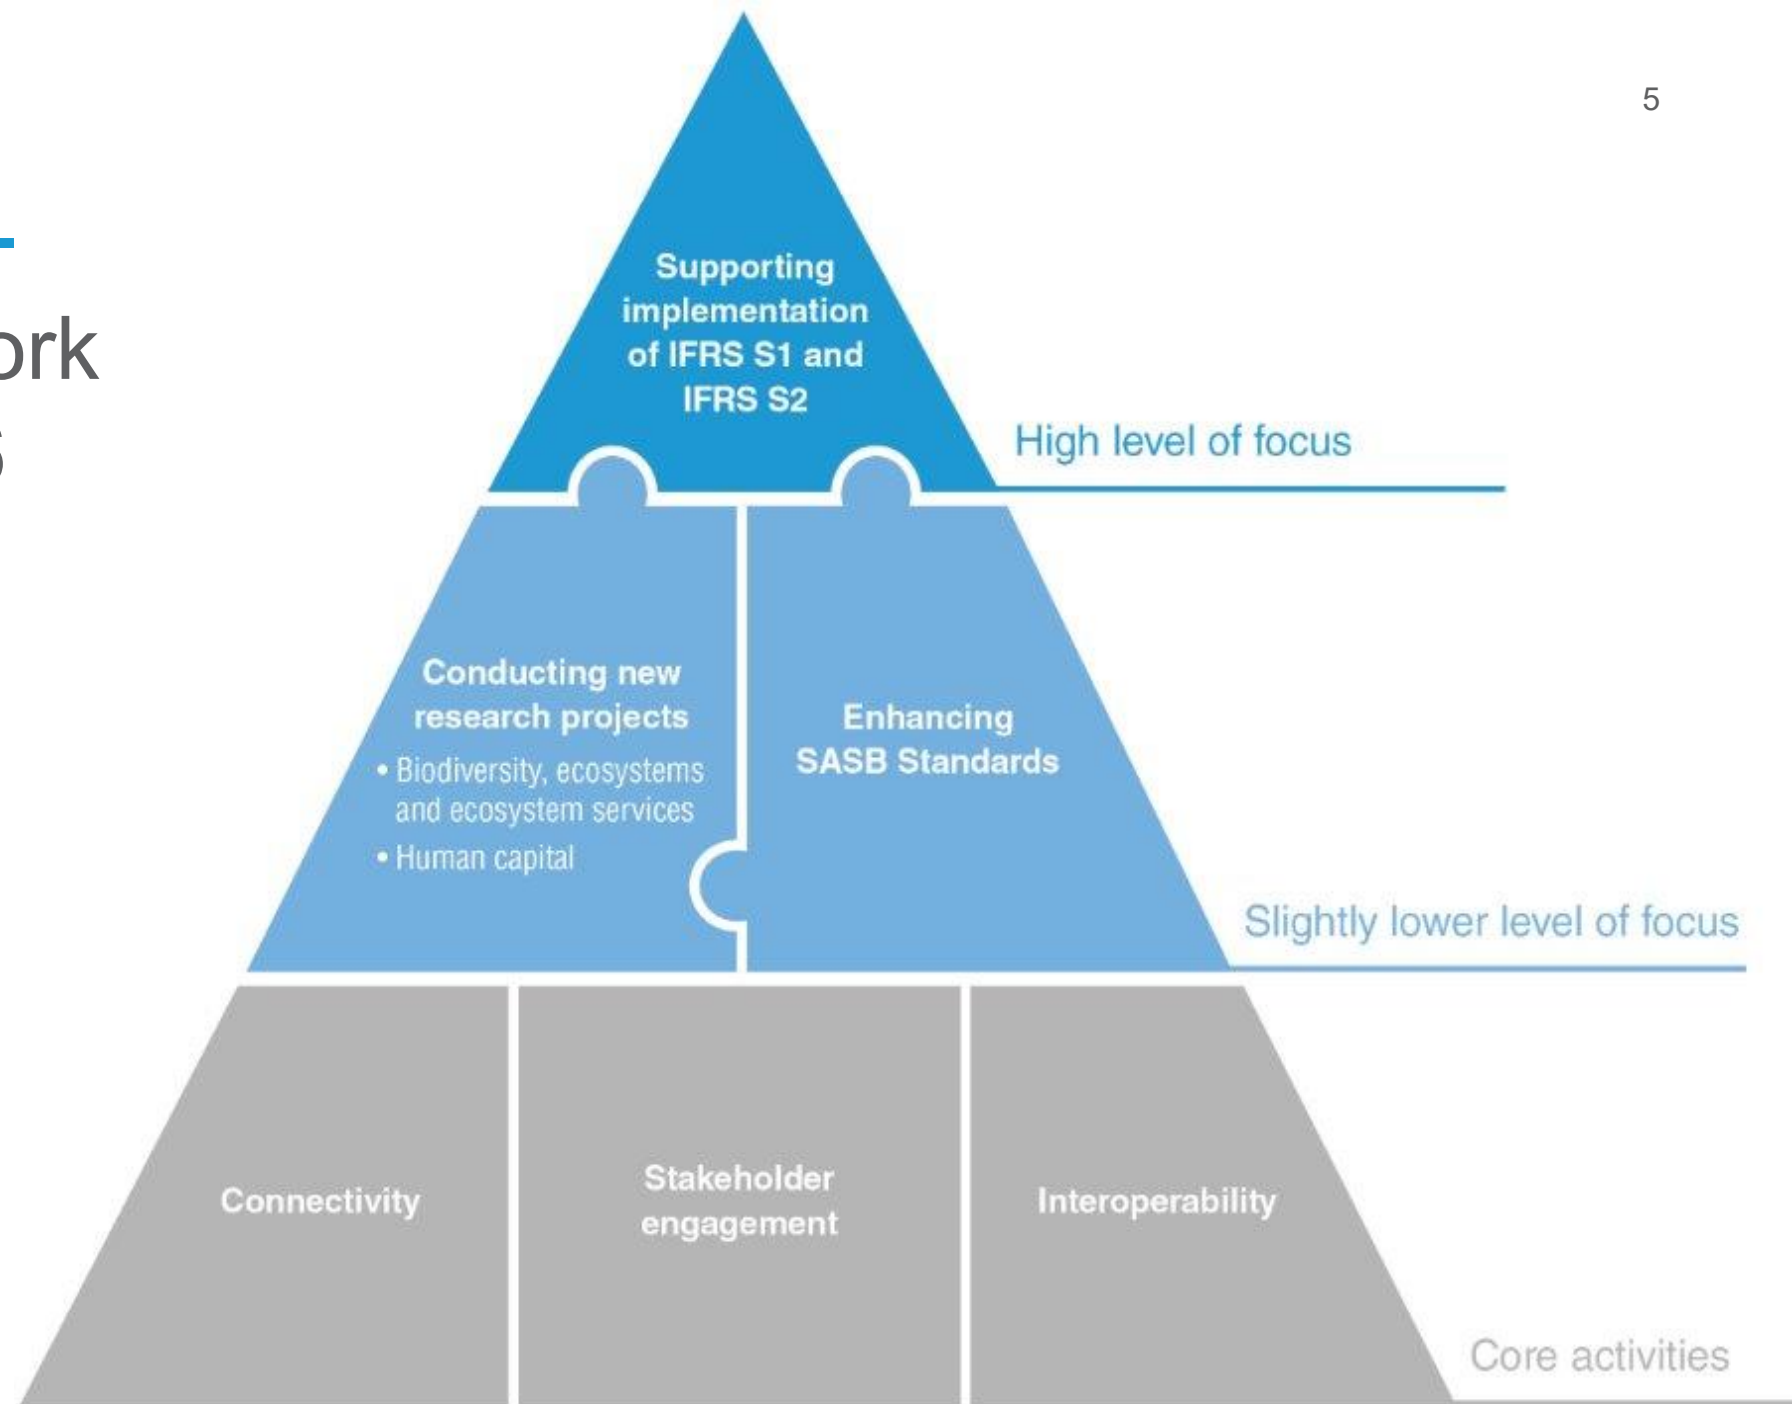 5
ork
Supporting
implementation
of IFRS S1 and
IFRS S2
High level of focus
Conducting new
research projects
• Biodiversity, ecosystems
and ecosystem services
• Human capital
Enhancing
SASB Standards
Slightly lower level of focus
Connectivity
Stakeholder
engagement
Interoperability
Core activities